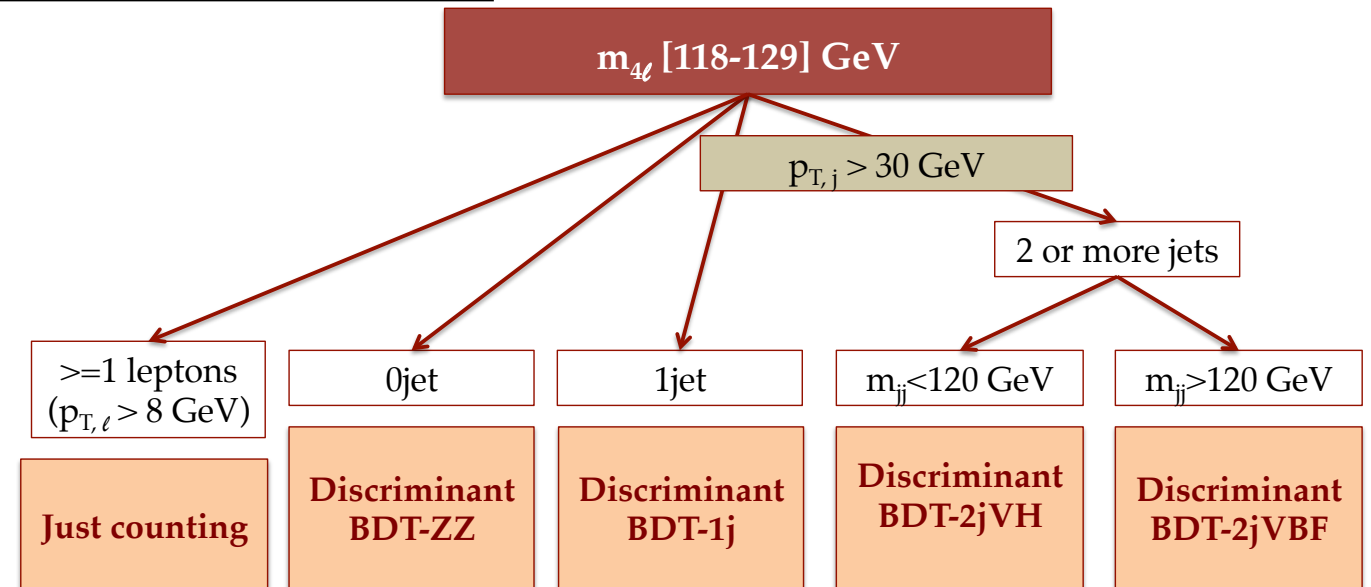 m4ℓ [118-129] GeV
pT, j > 30 GeV
2 or more jets
>=1 leptons
(pT, ℓ > 8 GeV)
0jet
1jet
mjj<120 GeV
mjj>120 GeV
Just counting
Discriminant
BDT-ZZ
Discriminant
BDT-1j
Discriminant
BDT-2jVH
Discriminant
BDT-2jVBF